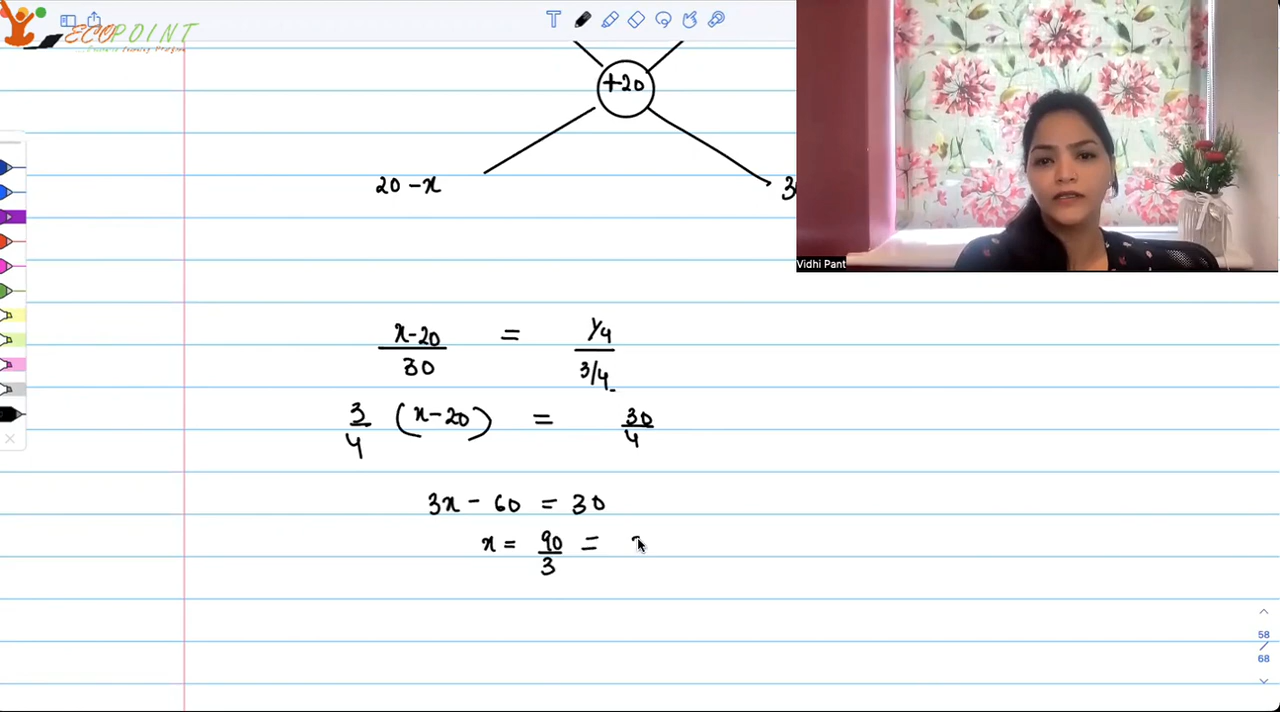 ECOPOINT
+20
20 - x
3
Vidhi Pant
x-20 / 30 = 1/4 / 3/4
3/4 (x-20) = 30/4
3x - 60 = 30
x = 90/3 =
58
/
68